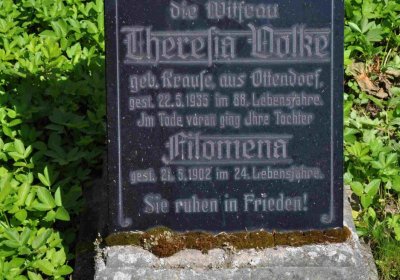 die Witfrau
Theresia Volke
geb. Krause, aus Ottendorf,
gest. 22.5.1935 im 88. Lebensjahre.
Im Tode voran ging Ihre Tochter
Filomena
gest. 21.5.1902 im 24. Lebensjahre.
Sie ruhen in Frieden!